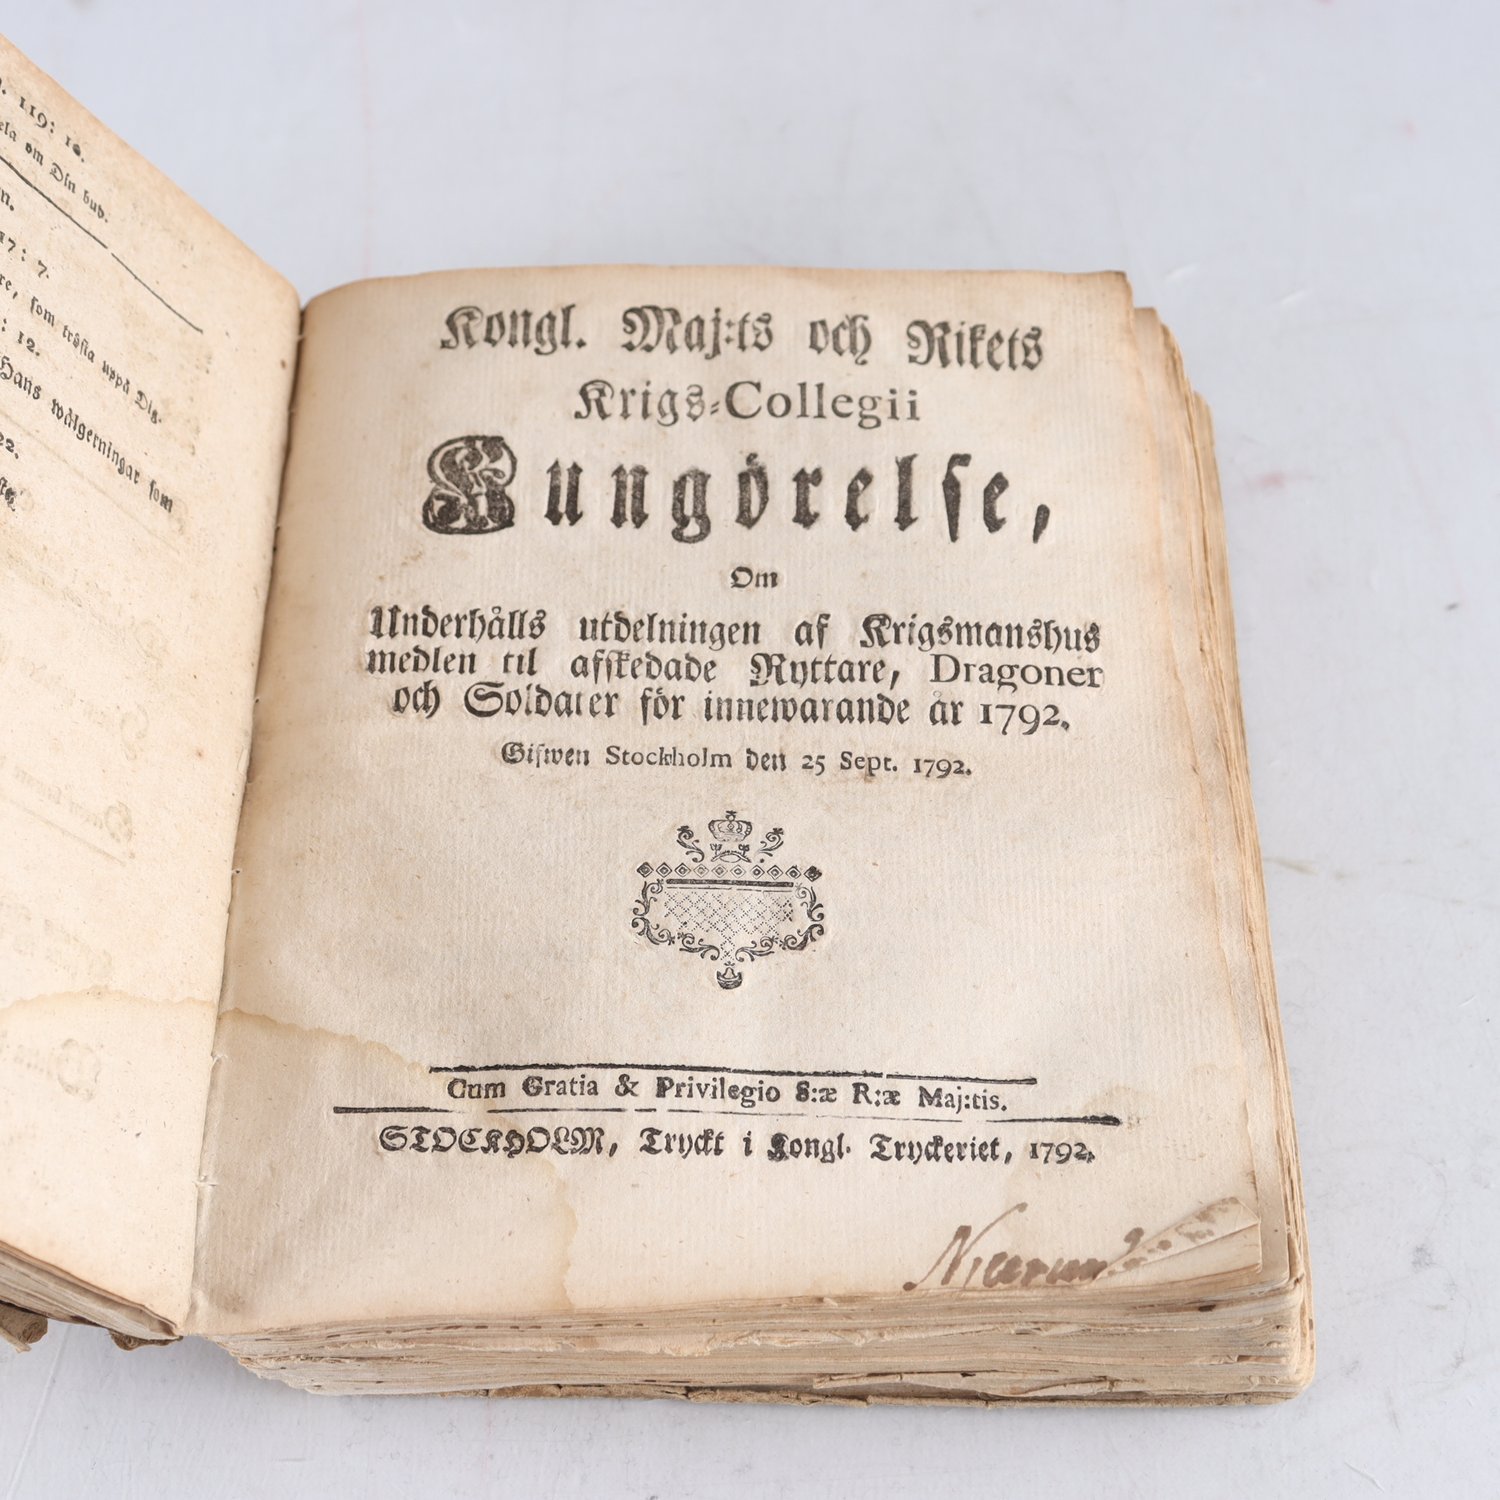 119: 10.
om Din bud.
17: 7.
som trösta uppå Dig.
: 12.
Hans wälgerningar som
22.
Kongl. Maj:ts och Rikets
Krigs-Collegii
Kungörelse,
Om
Underhålls utdelningen af Krigsmanshus
medlen til afskedade Ryttare, Dragoner
och Soldater för innewarande år 1792.
Gifwen Stockholm den 25 Sept. 1792.
Cum Gratia & Privilegio S:æ R:æ Maj:tis.
STOCKHOLM, Tryckt i Kongl. Tryckeriet, 1792.